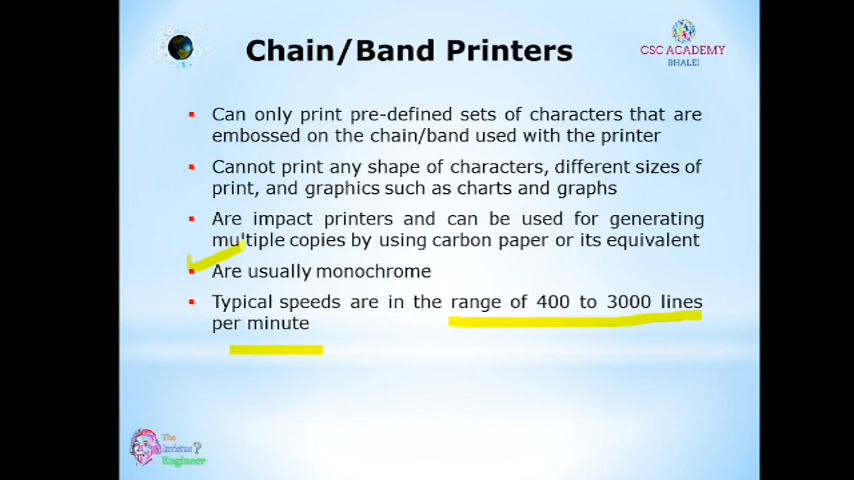 Chain/Band Printers
CSC ACADEMY
BHALEI
Can only print pre-defined sets of characters that are
embossed on the chain/band used with the printer
Cannot print any shape of characters, different sizes of
print, and graphics such as charts and graphs
Are impact printers and can be used for generating
multiple copies by using carbon paper or its equivalent
Are usually monochrome
Typical speeds are in the range of 400 to 3000 lines
per minute
The
Invictus?
Engineer